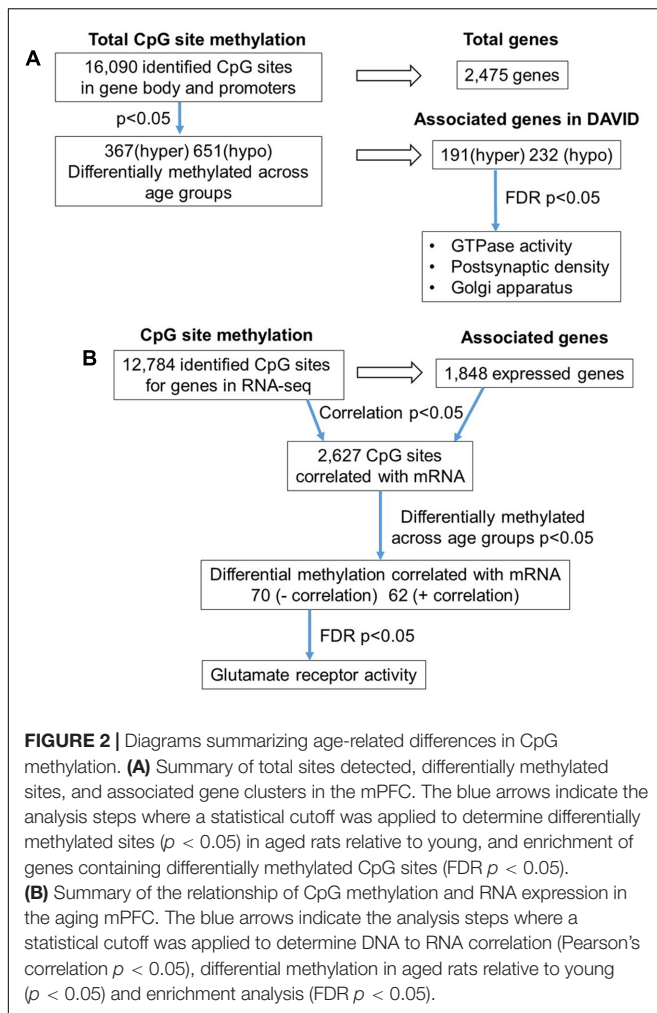 Total CpG site methylation
Total genes
A
16,090 identified CpG sites
in gene body and promoters
2,475 genes
p<0.05
Associated genes in DAVID
367(hyper) 651(hypo)
Differentially methylated across
age groups
191(hyper) 232 (hypo)
FDR p<0.05
• GTPase activity
• Postsynaptic density
• Golgi apparatus
CpG site methylation
Associated genes
B
12,784 identified CpG sites
for genes in RNA-seq
1,848 expressed genes
Correlation p<0.05
2,627 CpG sites
correlated with mRNA
Differentially methylated
across age groups p<0.05
Differential methylation correlated with mRNA
70 (- correlation) 62 (+ correlation)
FDR p<0.05
Glutamate receptor activity
FIGURE 2 | Diagrams summarizing age-related differences in CpG
methylation. (A) Summary of total sites detected, differentially methylated
sites, and associated gene clusters in the mPFC. The blue arrows indicate the
analysis steps where a statistical cutoff was applied to determine differentially
methylated sites (p < 0.05) in aged rats relative to young, and enrichment of
genes containing differentially methylated CpG sites (FDR p < 0.05).
(B) Summary of the relationship of CpG methylation and RNA expression in
the aging mPFC. The blue arrows indicate the analysis steps where a
statistical cutoff was applied to determine DNA to RNA correlation (Pearson's
correlation p < 0.05), differential methylation in aged rats relative to young
(p < 0.05) and enrichment analysis (FDR p < 0.05).